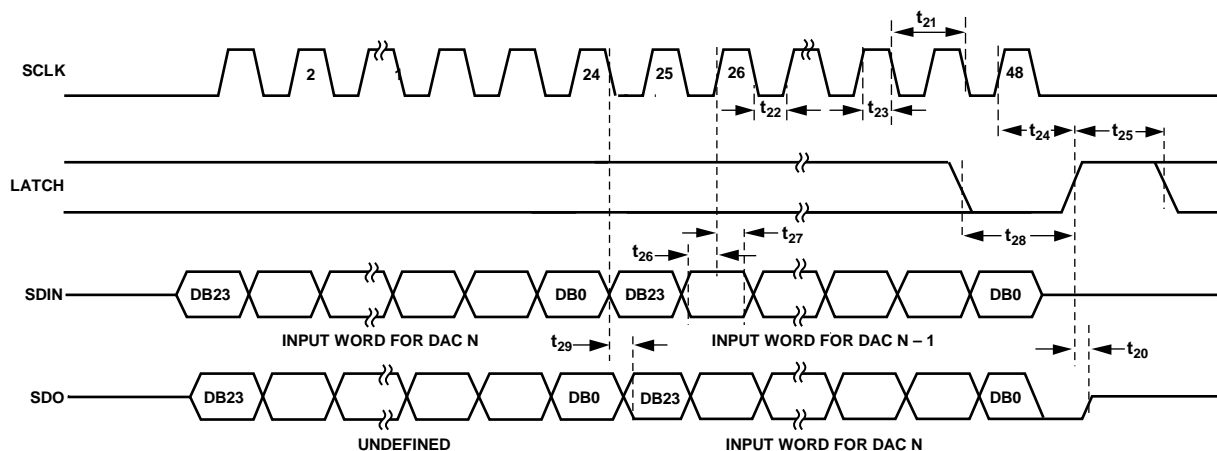 t21
SCLK 2 1 24 25 26 48
t22 t23 t24 t25
LATCH
t28
t27
t26
SDIN DB23 DB0 DB23 DB0
INPUT WORD FOR DAC N INPUT WORD FOR DAC N – 1
t29 t20
SDO DB23 DB0 DB23 DB0
UNDEFINED INPUT WORD FOR DAC N